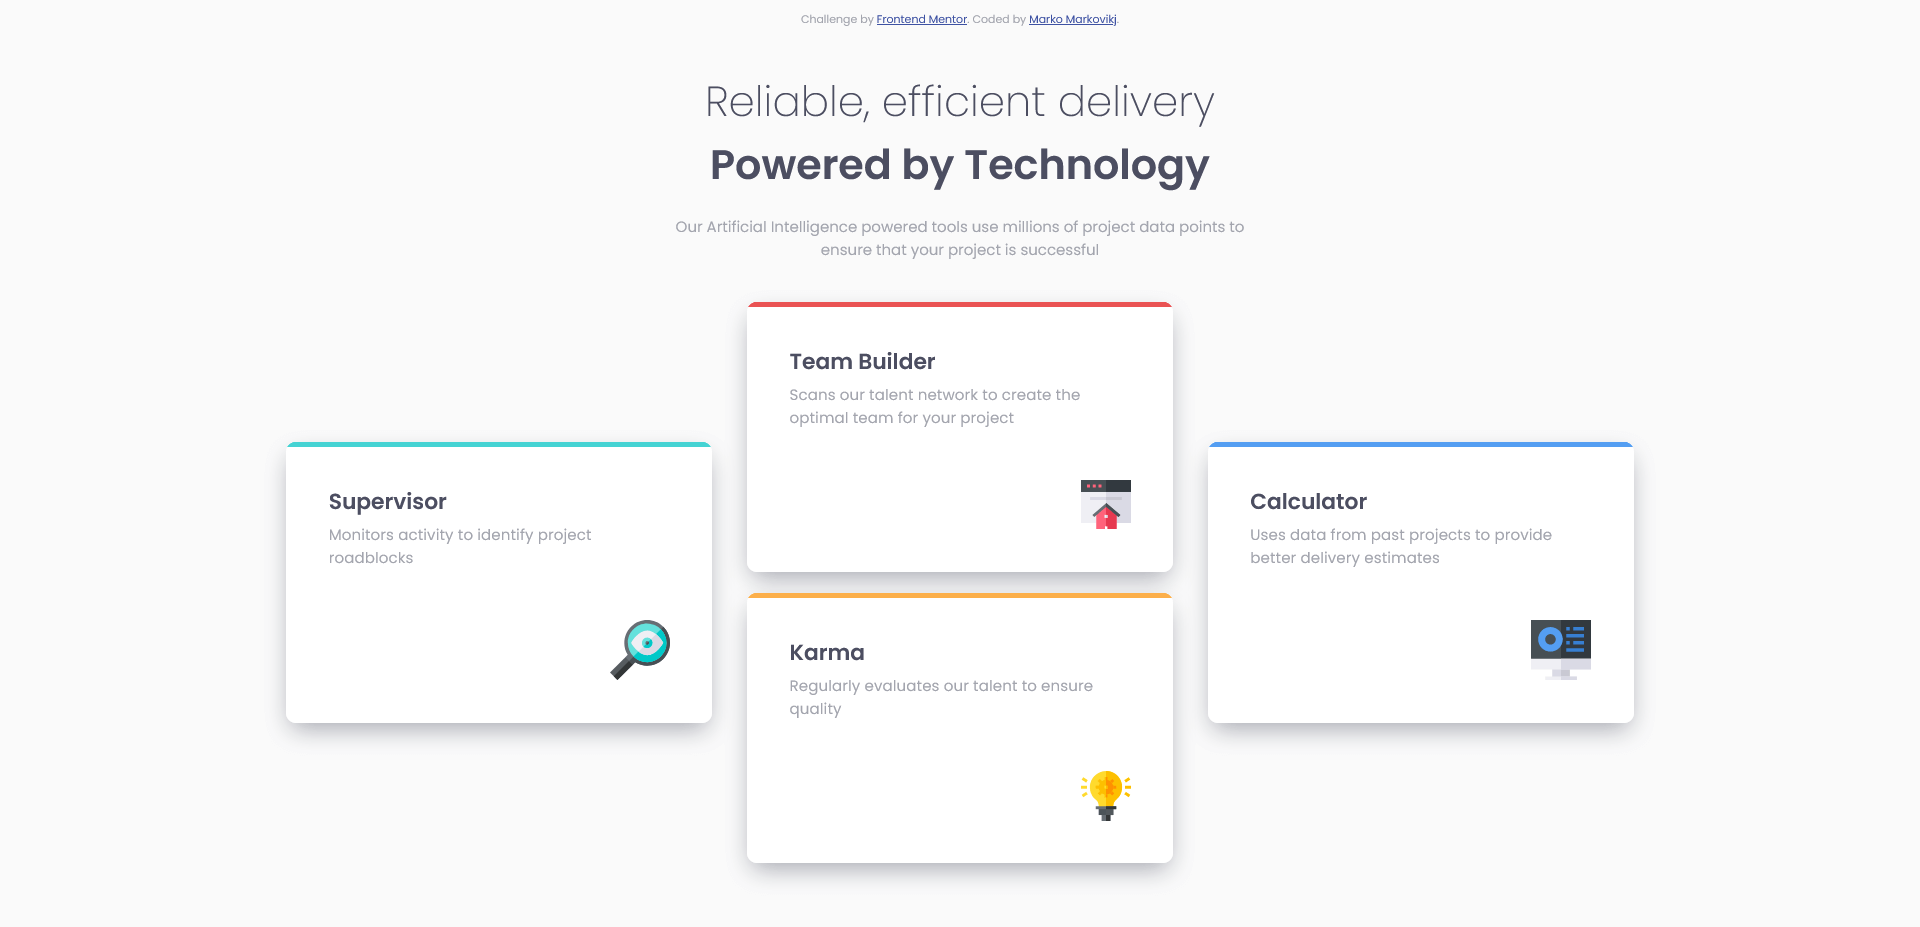 Challenge by Frontend Mentor. Coded by Marko Markovikj.
Reliable, efficient delivery
Powered by Technology
Our Artificial Intelligence powered tools use millions of project data points to
ensure that your project is successful
Team Builder
Scans our talent network to create the
optimal team for your project
Supervisor
Monitors activity to identify project
roadblocks
Calculator
Uses data from past projects to provide
better delivery estimates
Karma
Regularly evaluates our talent to ensure
quality